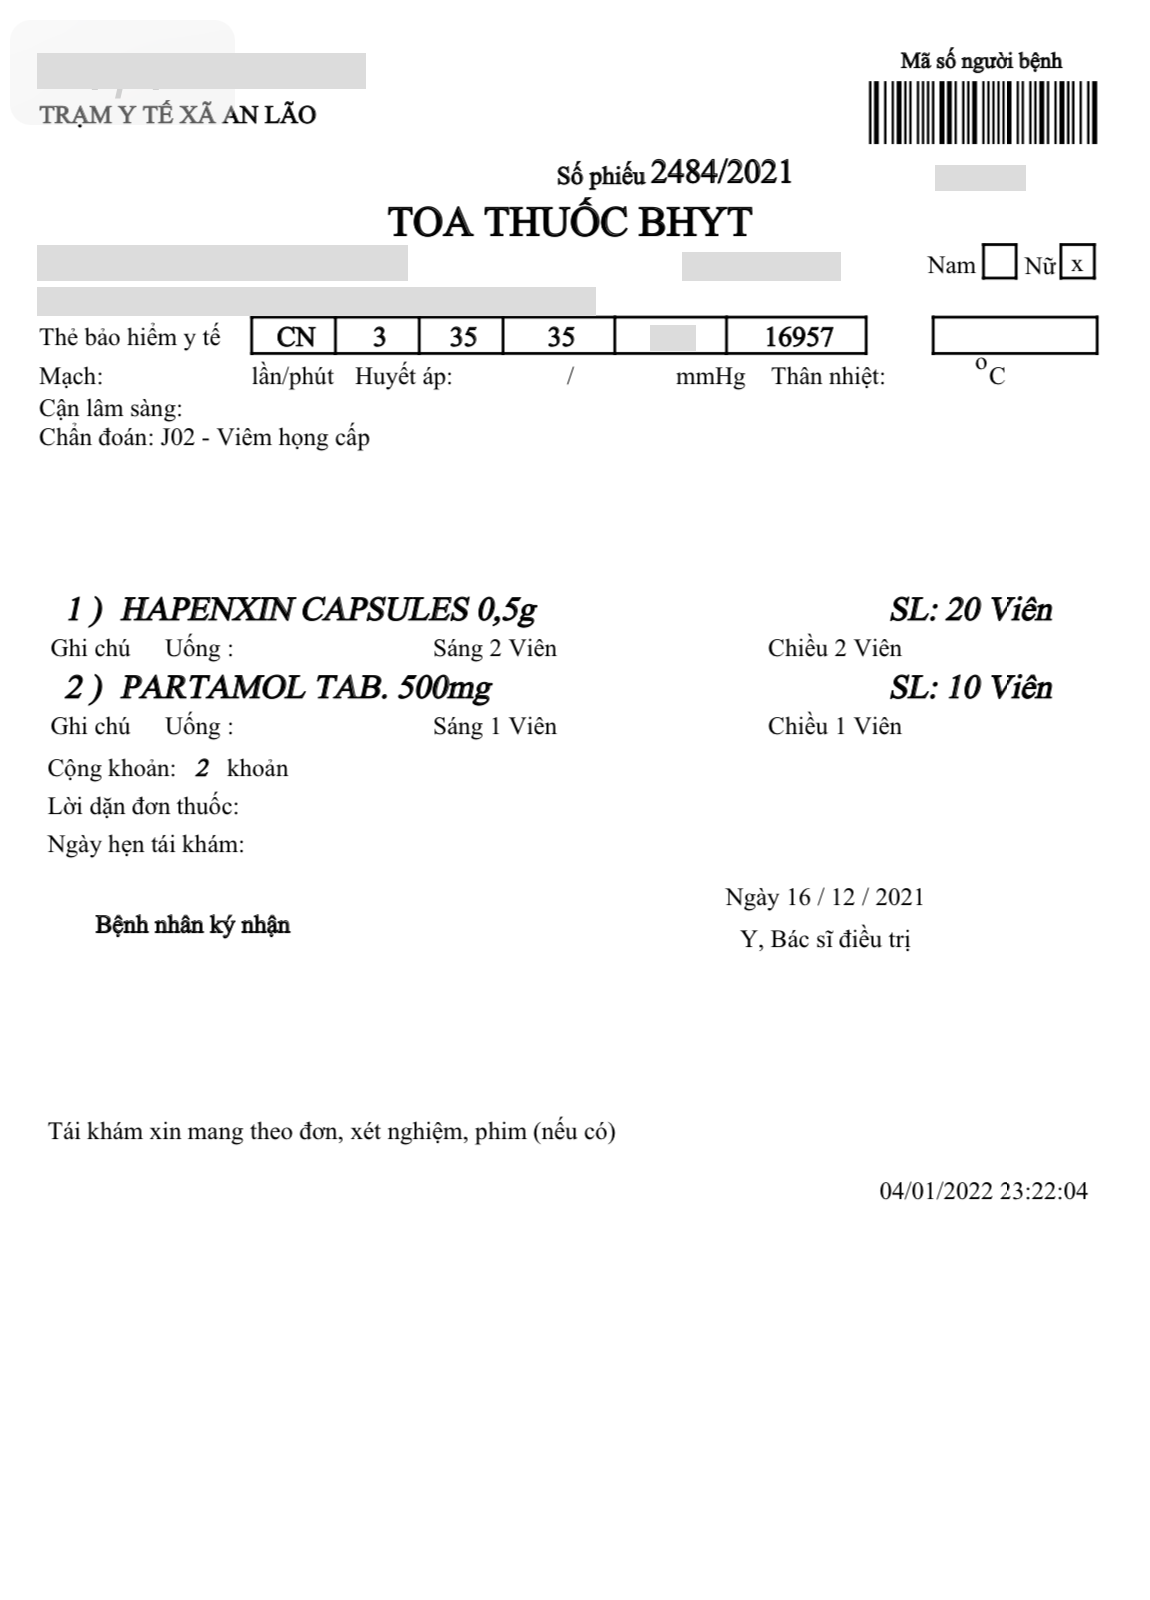 Mã số người bệnh
TRẠM Y TẾ XÃ AN LÃO
Số phiếu 2484/2021
TOA THUỐC BHYT
Nam Nữ x
Thẻ bảo hiểm y tế CN 3 35 35 16957
Mạch: lần/phút Huyết áp: / mmHg Thân nhiệt: °C
Cận lâm sàng:
Chẩn đoán: J02 - Viêm họng cấp
1 ) HAPENXIN CAPSULES 0,5g SL: 20 Viên
Ghi chú Uống : Sáng 2 Viên Chiều 2 Viên
2 ) PARTAMOL TAB. 500mg SL: 10 Viên
Ghi chú Uống : Sáng 1 Viên Chiều 1 Viên
Cộng khoản: 2 khoản
Lời dặn đơn thuốc:
Ngày hẹn tái khám:
Ngày 16 / 12 / 2021
Bệnh nhân ký nhận
Y, Bác sĩ điều trị
Tái khám xin mang theo đơn, xét nghiệm, phim (nếu có)
04/01/2022 23:22:04